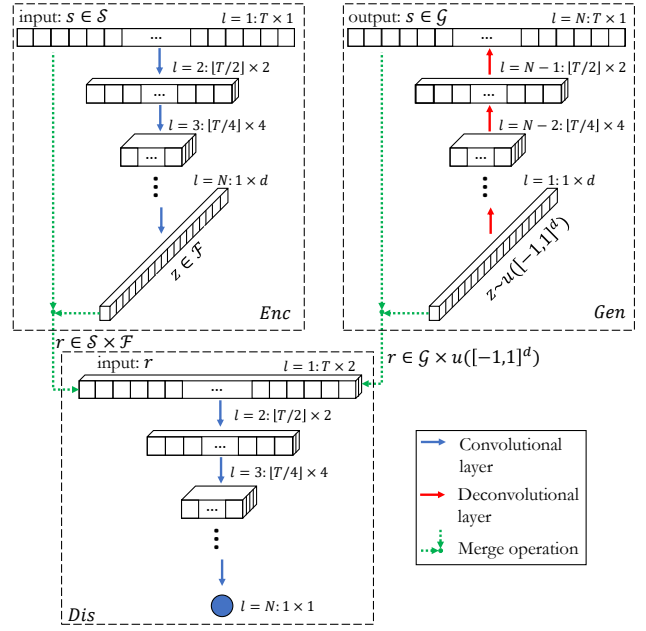 input: s ∈ 𝒮
l = 1: T × 1
...
l = 2: ⌊T/2⌋ × 2
...
l = 3: ⌊T/4⌋ × 4
...
l = N: 1 × d
z ∈ ℱ
Enc
output: s ∈ 𝒢
l = N: T × 1
...
l = N − 1: ⌊T/2⌋ × 2
...
l = N − 2: ⌊T/4⌋ × 4
...
l = 1: 1 × d
z~u([−1,1]ᵈ)
Gen
r ∈ 𝒮 × ℱ
r ∈ 𝒢 × u([−1,1]ᵈ)
input: r
l = 1: T × 2
...
l = 2: ⌊T/2⌋ × 2
...
l = 3: ⌊T/4⌋ × 4
...
l = N: 1 × 1
Dis
Convolutional
layer
Deconvolutional
layer
Merge operation